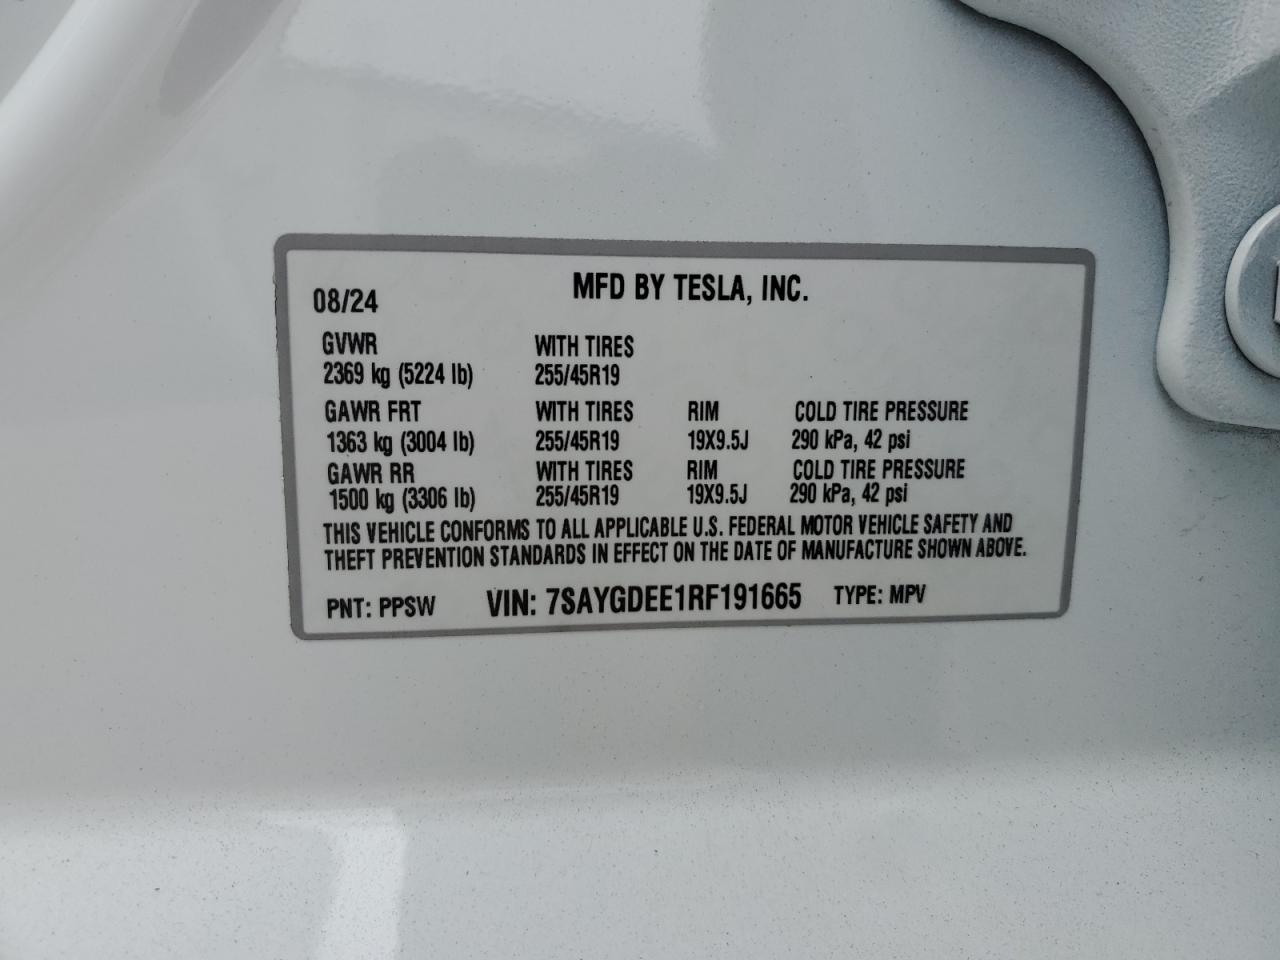 MFD BY TESLA, INC.
08/24
GVWR WITH TIRES
2369 kg (5224 lb) 255/45R19
GAWR FRT WITH TIRES RIM COLD TIRE PRESSURE
1363 kg (3004 lb) 255/45R19 19X9.5J 290 kPa, 42 psi
GAWR RR WITH TIRES RIM COLD TIRE PRESSURE
1500 kg (3306 lb) 255/45R19 19X9.5J 290 kPa, 42 psi
THIS VEHICLE CONFORMS TO ALL APPLICABLE U.S. FEDERAL MOTOR VEHICLE SAFETY AND
THEFT PREVENTION STANDARDS IN EFFECT ON THE DATE OF MANUFACTURE SHOWN ABOVE.
PNT: PPSW VIN: 7SAYGDEE1RF191665 TYPE: MPV